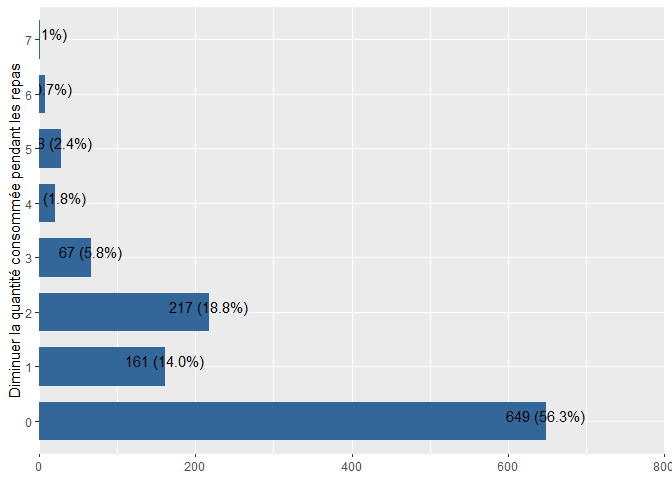 Diminuer la quantité consommée pendant les repas
7 1%)
6 .7%)
5 3 (2.4%)
4 (1.8%)
3 67 (5.8%)
2 217 (18.8%)
1 161 (14.0%)
0 649 (56.3%)
0 200 400 600 800